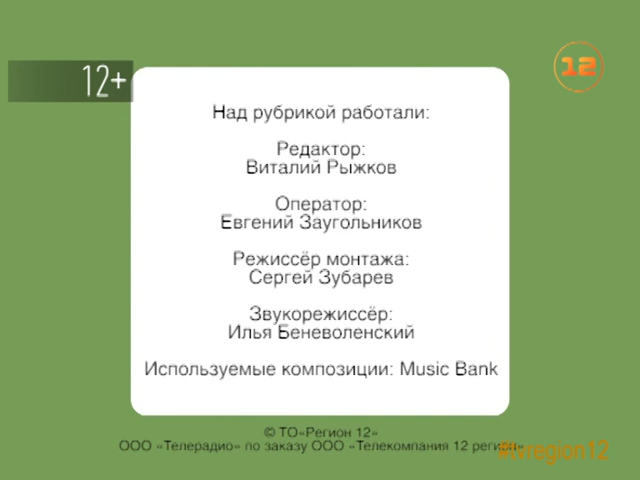 12+
12
Над рубрикой работали:
Редактор:
Виталий Рыжков
Оператор:
Евгений Заугольников
Режиссёр монтажа:
Сергей Зубарев
Звукорежиссёр:
Илья Беневоленский
Используемые композиции: Music Bank
© ТО«Регион 12»
ООО «Телерадио» по заказу ООО «Телекомпания 12 регион»
#tvregion12